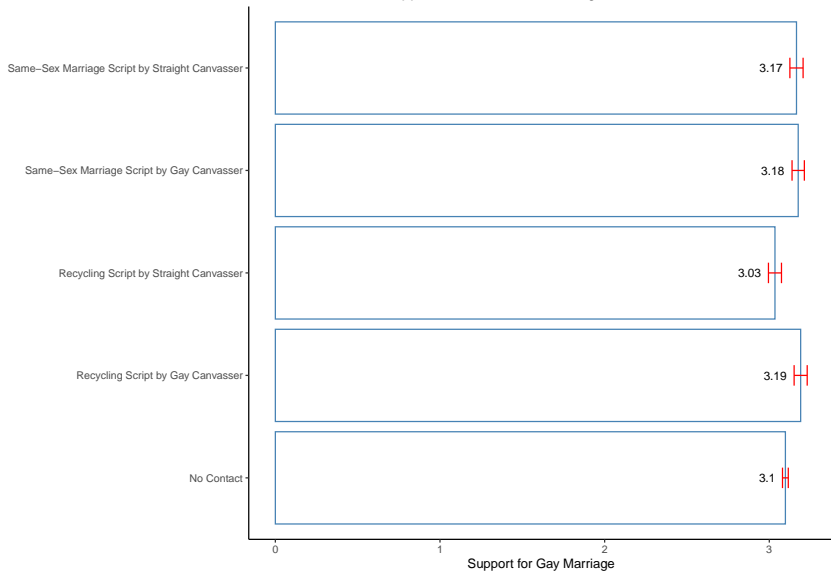 Same−Sex Marriage Script by Straight Canvasser
3.17
Same−Sex Marriage Script by Gay Canvasser
3.18
Recycling Script by Straight Canvasser
3.03
Recycling Script by Gay Canvasser
3.19
No Contact
3.1
0 1 2 3
Support for Gay Marriage